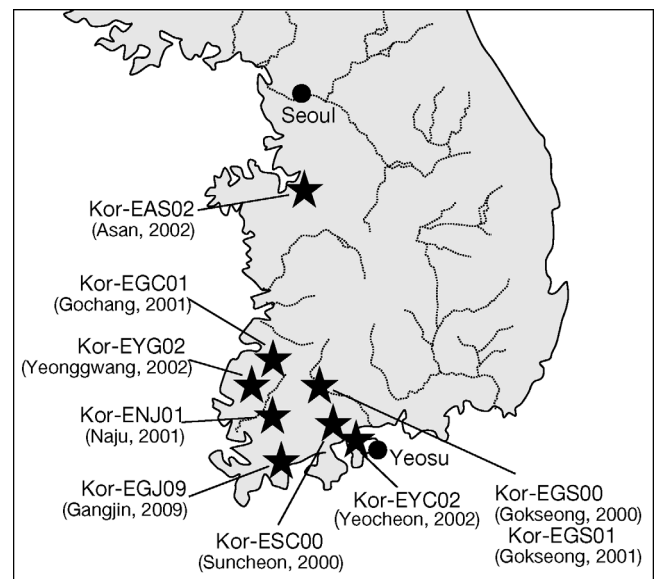 Seoul
Kor-EAS02
(Asan, 2002)
Kor-EGC01
(Gochang, 2001)
Kor-EYG02
(Yeonggwang, 2002)
Kor-ENJ01
(Naju, 2001)
Yeosu
Kor-EGJ09
(Gangjin, 2009)
Kor-EYC02
(Yeocheon, 2002)
Kor-EGS00
(Gokseong, 2000)
Kor-EGS01
(Gokseong, 2001)
Kor-ESC00
(Suncheon, 2000)